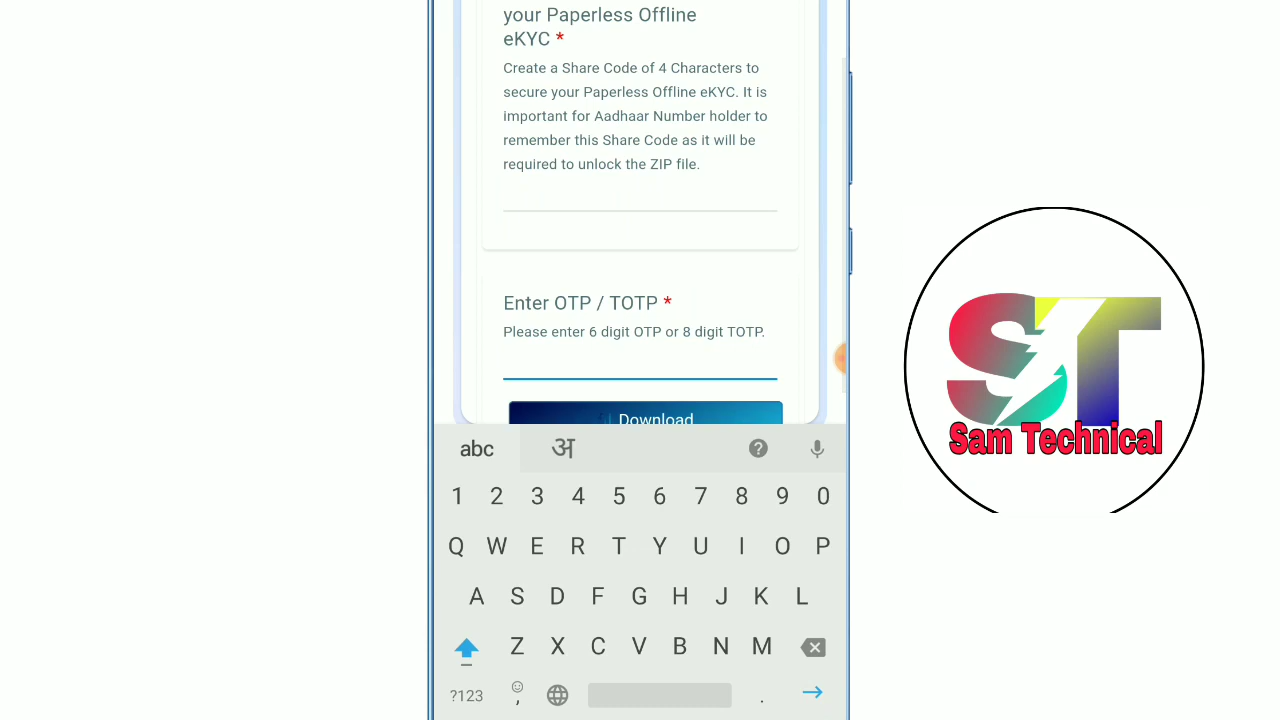 your Paperless Offline
eKYC *
Create a Share Code of 4 Characters to
secure your Paperless Offline eKYC. It is
important for Aadhaar Number holder to
remember this Share Code as it will be
required to unlock the ZIP file.
Enter OTP / TOTP *
Please enter 6 digit OTP or 8 digit TOTP.
Download
abc अ ?
1 2 3 4 5 6 7 8 9 0
Q W E R T Y U I O P
A S D F G H J K L
Z X C V B N M
?123 , .
ST
Sam Technical